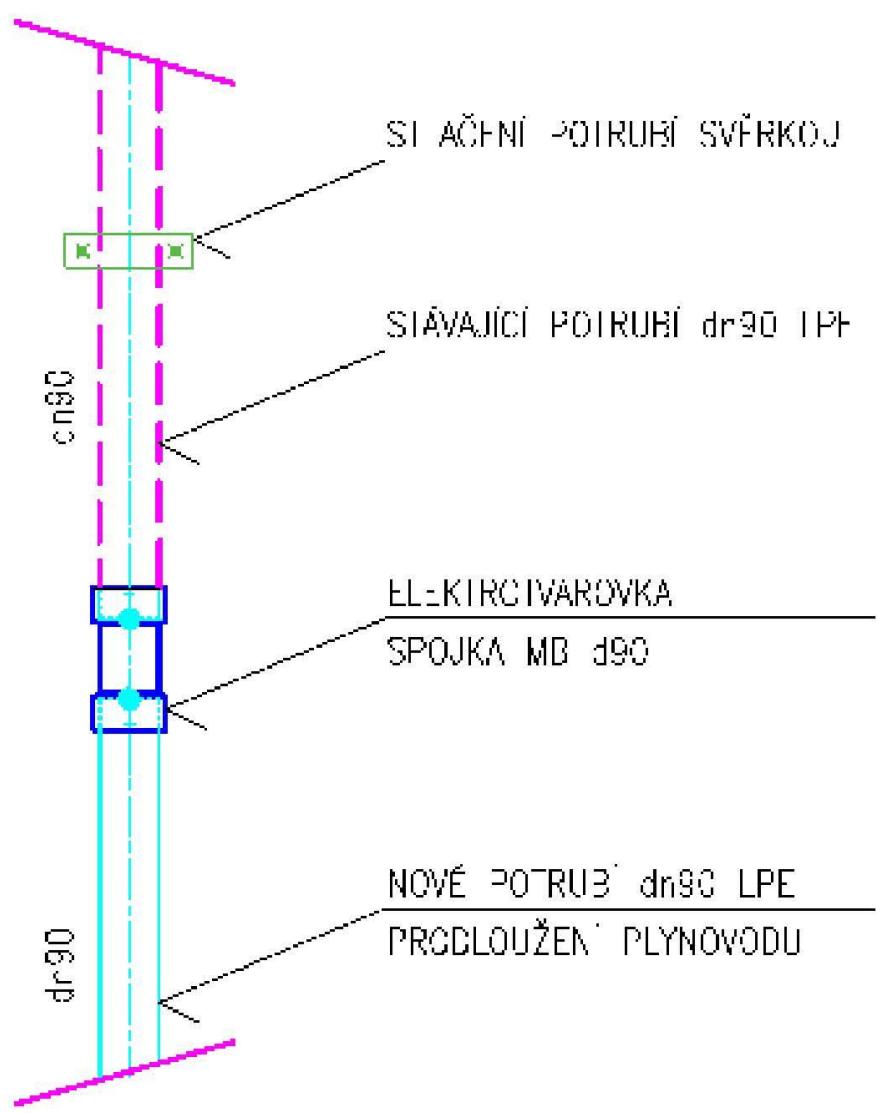 STLAČENÍ POTRUBÍ SVĚRKOU
STÁVAJÍCÍ POTRUBÍ dn90 LPE
dn90
ELEKTROTVAROVKA
SPOJKA MB d90
NOVÉ POTRUBÍ dn90 LPE
PRODLOUŽENÍ PLYNOVODU
dn90